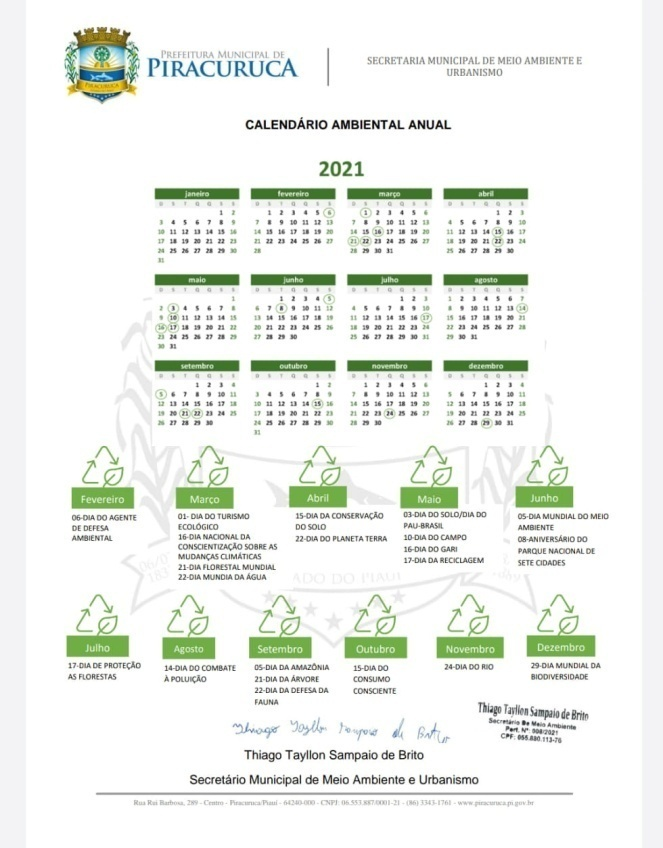 PREFEITURA MUNICIPAL DE
PIRACURUCA
PIRACURUCA
SECRETARIA MUNICIPAL DE MEIO AMBIENTE E
URBANISMO
CALENDÁRIO AMBIENTAL ANUAL
2021
janeiro
D S T Q Q S S
1 2
3 4 5 6 7 8 9
10 11 12 13 14 15 16
17 18 19 20 21 22 23
24 25 26 27 28 29 30
31
fevereiro
D S T Q Q S S
1 2 3 4 5 6
7 8 9 10 11 12 13
14 15 16 17 18 19 20
21 22 23 24 25 26 27
28
março
D S T Q Q S S
1 2 3 4 5 6
7 8 9 10 11 12 13
14 15 16 17 18 19 20
21 22 23 24 25 26 27
28 29 30 31
abril
D S T Q Q S S
1 2 3
4 5 6 7 8 9 10
11 12 13 14 15 16 17
18 19 20 21 22 23 24
25 26 27 28 29 30
maio
D S T Q Q S S
1
2 3 4 5 6 7 8
9 10 11 12 13 14 15
16 17 18 19 20 21 22
23 24 25 26 27 28 29
30 31
junho
D S T Q Q S S
1 2 3 4 5
6 7 8 9 10 11 12
13 14 15 16 17 18 19
20 21 22 23 24 25 26
27 28 29 30
julho
D S T Q Q S S
1 2 3
4 5 6 7 8 9 10
11 12 13 14 15 16 17
18 19 20 21 22 23 24
25 26 27 28 29 30 31
agosto
D S T Q Q S S
1 2 3 4 5 6 7
8 9 10 11 12 13 14
15 16 17 18 19 20 21
22 23 24 25 26 27 28
29 30 31
setembro
D S T Q Q S S
1 2 3 4
5 6 7 8 9 10 11
12 13 14 15 16 17 18
19 20 21 22 23 24 25
26 27 28 29 30
outubro
D S T Q Q S S
1 2
3 4 5 6 7 8 9
10 11 12 13 14 15 16
17 18 19 20 21 22 23
24 25 26 27 28 29 30
31
novembro
D S T Q Q S S
1 2 3 4 5 6
7 8 9 10 11 12 13
14 15 16 17 18 19 20
21 22 23 24 25 26 27
28 29 30
dezembro
D S T Q Q S S
1 2 3 4
5 6 7 8 9 10 11
12 13 14 15 16 17 18
19 20 21 22 23 24 25
26 27 28 29 30 31
Fevereiro
06-DIA DO AGENTE
DE DEFESA
AMBIENTAL
Março
01- DIA DO TURISMO
ECOLÓGICO
16-DIA NACIONAL DA
CONSCIENTIZAÇÃO SOBRE AS
MUDANÇAS CLIMÁTICAS
21-DIA FLORESTAL MUNDIAL
22-DIA MUNDIA DA ÁGUA
Abril
15-DIA DA CONSERVAÇÃO
DO SOLO
22-DIA DO PLANETA TERRA
Maio
03-DIA DO SOLO/DIA DO
PAU-BRASIL
10-DIA DO CAMPO
16-DIA DO GARI
17-DIA DA RECICLAGEM
Junho
05-DIA MUNDIAL DO MEIO
AMBIENTE
08-ANIVERSÁRIO DO
PARQUE NACIONAL DE
SETE CIDADES
ADO DO PIAUÍ
Julho
17-DIA DE PROTEÇÃO
AS FLORESTAS
Agosto
14-DIA DO COMBATE
À POLUIÇÃO
Setembro
05-DIA DA AMAZÔNIA
21-DIA DA ÁRVORE
22-DIA DA DEFESA DA
FAUNA
Outubro
15-DIA DO
CONSUMO
CONSCIENTE
Novembro
24-DIA DO RIO
Dezembro
29-DIA MUNDIAL DA
BIODIVERSIDADE
Thiago Tayllon Sampaio de Brito
Thiago Tayllon Sampaio de Brito
Secretário De Meio Ambiente
Port. Nº: 008/2021
CPF: 055.880.113-76
Thiago Tayllon Sampaio de Brito
Secretário Municipal de Meio Ambiente e Urbanismo
Rua Rui Barbosa, 289 - Centro - Piracuruca/Piauí - 64240-000 - CNPJ: 06.553.887/0001-21 - (86) 3343-1761 - www.piracuruca.pi.gov.br